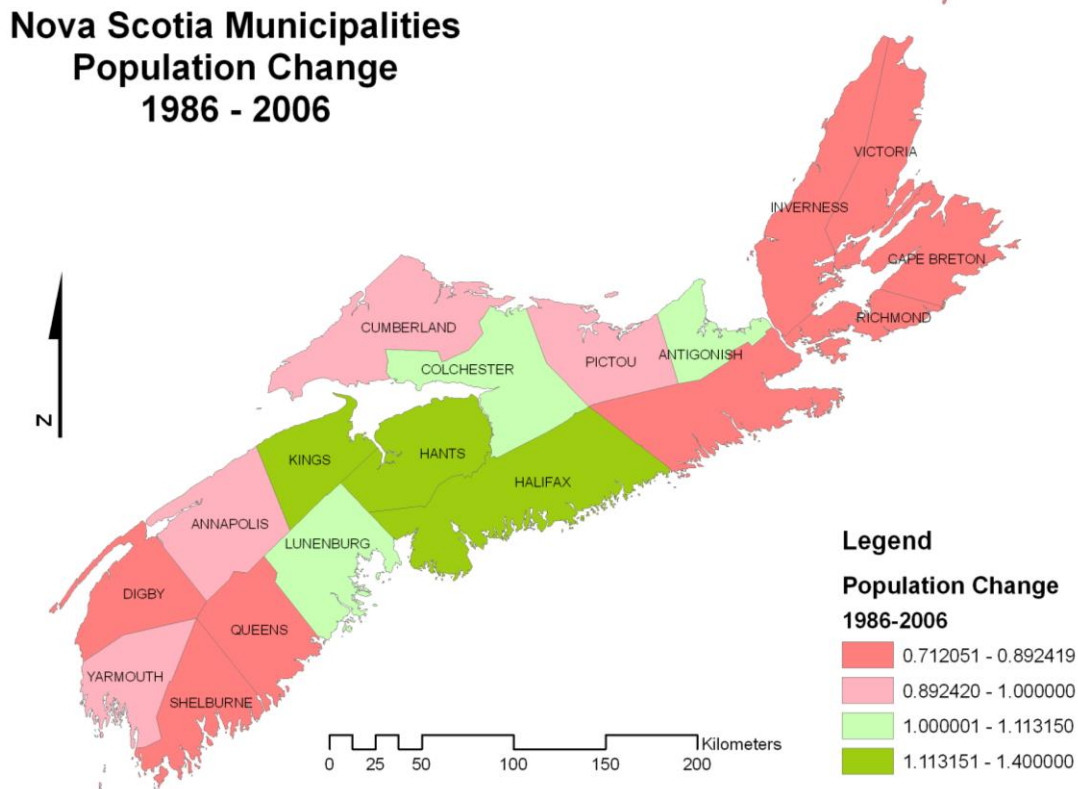 Nova Scotia Municipalities
Population Change
1986 - 2006
VICTORIA
INVERNESS
CAPE BRETON
RICHMOND
CUMBERLAND
PICTOU
ANTIGONISH
COLCHESTER
KINGS
HANTS
HALIFAX
ANNAPOLIS
LUNENBURG
DIGBY
QUEENS
YARMOUTH
SHELBURNE
N
Legend
Population Change
1986-2006
0.712051 - 0.892419
0.892420 - 1.000000
1.000001 - 1.113150
1.113151 - 1.400000
Kilometers
0 25 50 100 150 200